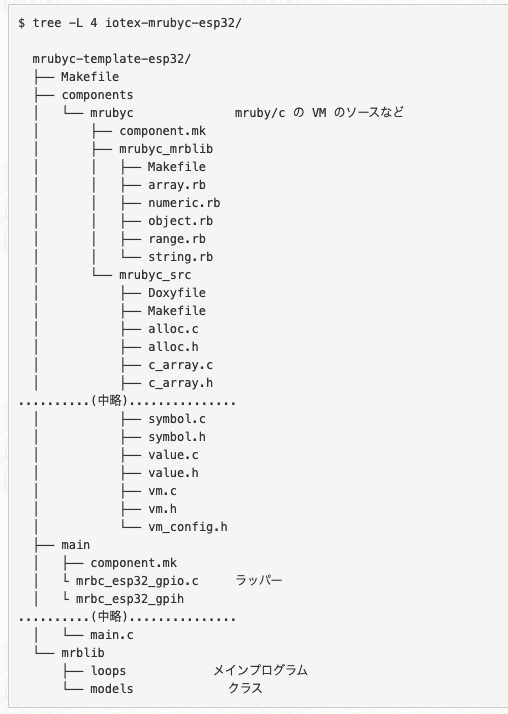 $ tree -L 4 iotex-mrubyc-esp32/

  mrubyc-template-esp32/
  ├── Makefile
  ├── components
  │   └── mrubyc              mruby/c の VM のソースなど
  │       ├── component.mk
  │       ├── mrubyc_mrblib
  │       │   ├── Makefile
  │       │   ├── array.rb
  │       │   ├── numeric.rb
  │       │   ├── object.rb
  │       │   ├── range.rb
  │       │   └── string.rb
  │       └── mrubyc_src
  │           ├── Doxyfile
  │           ├── Makefile
  │           ├── alloc.c
  │           ├── alloc.h
  │           ├── c_array.c
  │           ├── c_array.h
..........(中略)...............
  │           ├── symbol.c
  │           ├── symbol.h
  │           ├── value.c
  │           ├── value.h
  │           ├── vm.c
  │           ├── vm.h
  │           └── vm_config.h
  ├── main
  │   ├── component.mk
  │   └ mrbc_esp32_gpio.c     ラッパー
  │   └ mrbc_esp32_gpih
..........(中略)...............
  │   └──main.c
  └── mrblib
      ├── loops            メインプログラム
      └── models             クラス